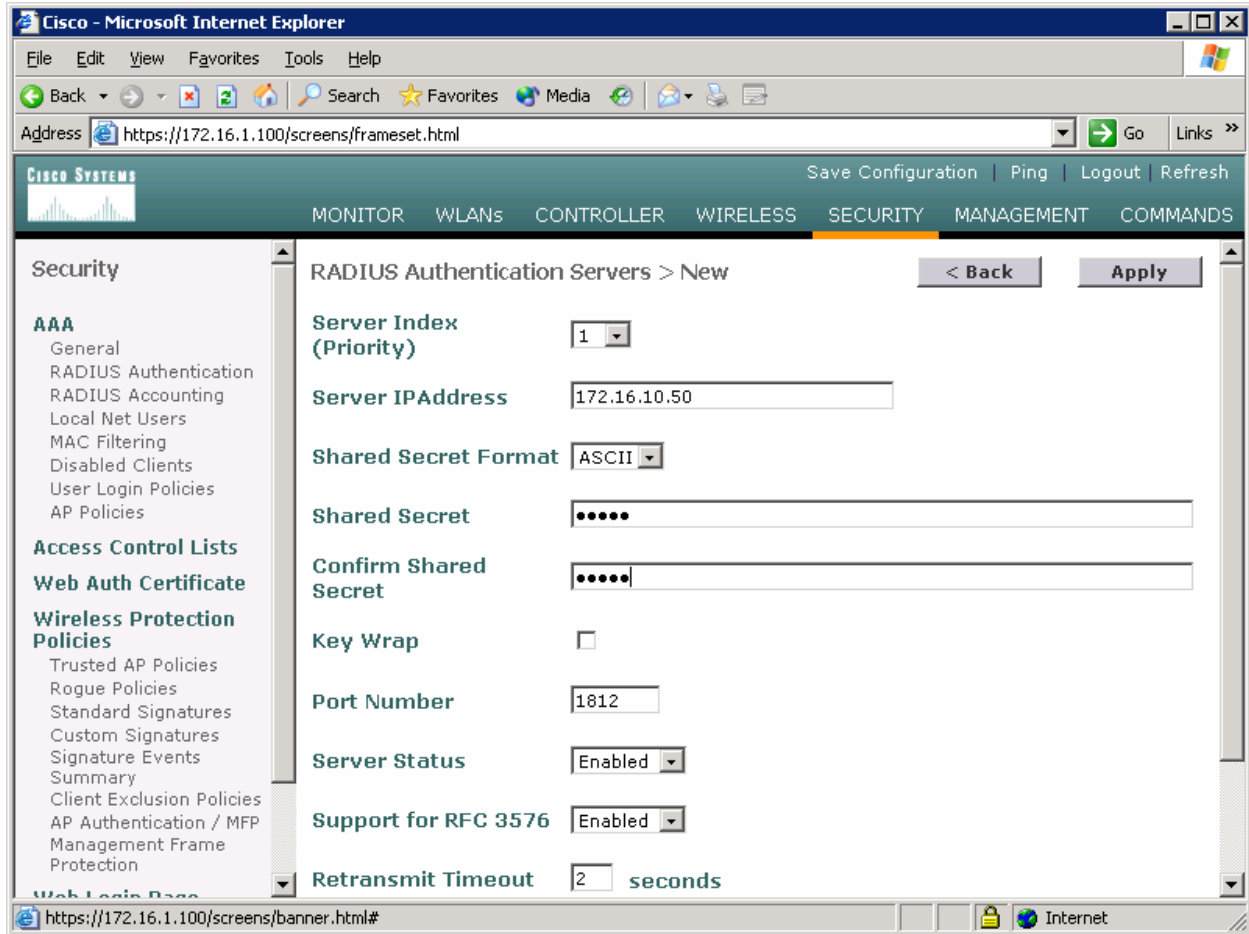 Cisco - Microsoft Internet Explorer
File Edit View Favorites Tools Help
Back Search Favorites Media
Address https://172.16.1.100/screens/frameset.html Go Links »
CISCO SYSTEMS
Save Configuration | Ping | Logout | Refresh
MONITOR WLANs CONTROLLER WIRELESS SECURITY MANAGEMENT COMMANDS
Security
AAA
General
RADIUS Authentication
RADIUS Accounting
Local Net Users
MAC Filtering
Disabled Clients
User Login Policies
AP Policies
Access Control Lists
Web Auth Certificate
Wireless Protection
Policies
Trusted AP Policies
Rogue Policies
Standard Signatures
Custom Signatures
Signature Events
Summary
Client Exclusion Policies
AP Authentication / MFP
Management Frame
Protection
Web Login Page
RADIUS Authentication Servers > New
< Back Apply
Server Index
(Priority) 1
Server IPAddress 172.16.10.50
Shared Secret Format ASCII
Shared Secret •••••
Confirm Shared
Secret •••••
Key Wrap
Port Number 1812
Server Status Enabled
Support for RFC 3576 Enabled
Retransmit Timeout 2 seconds
https://172.16.1.100/screens/banner.html# Internet